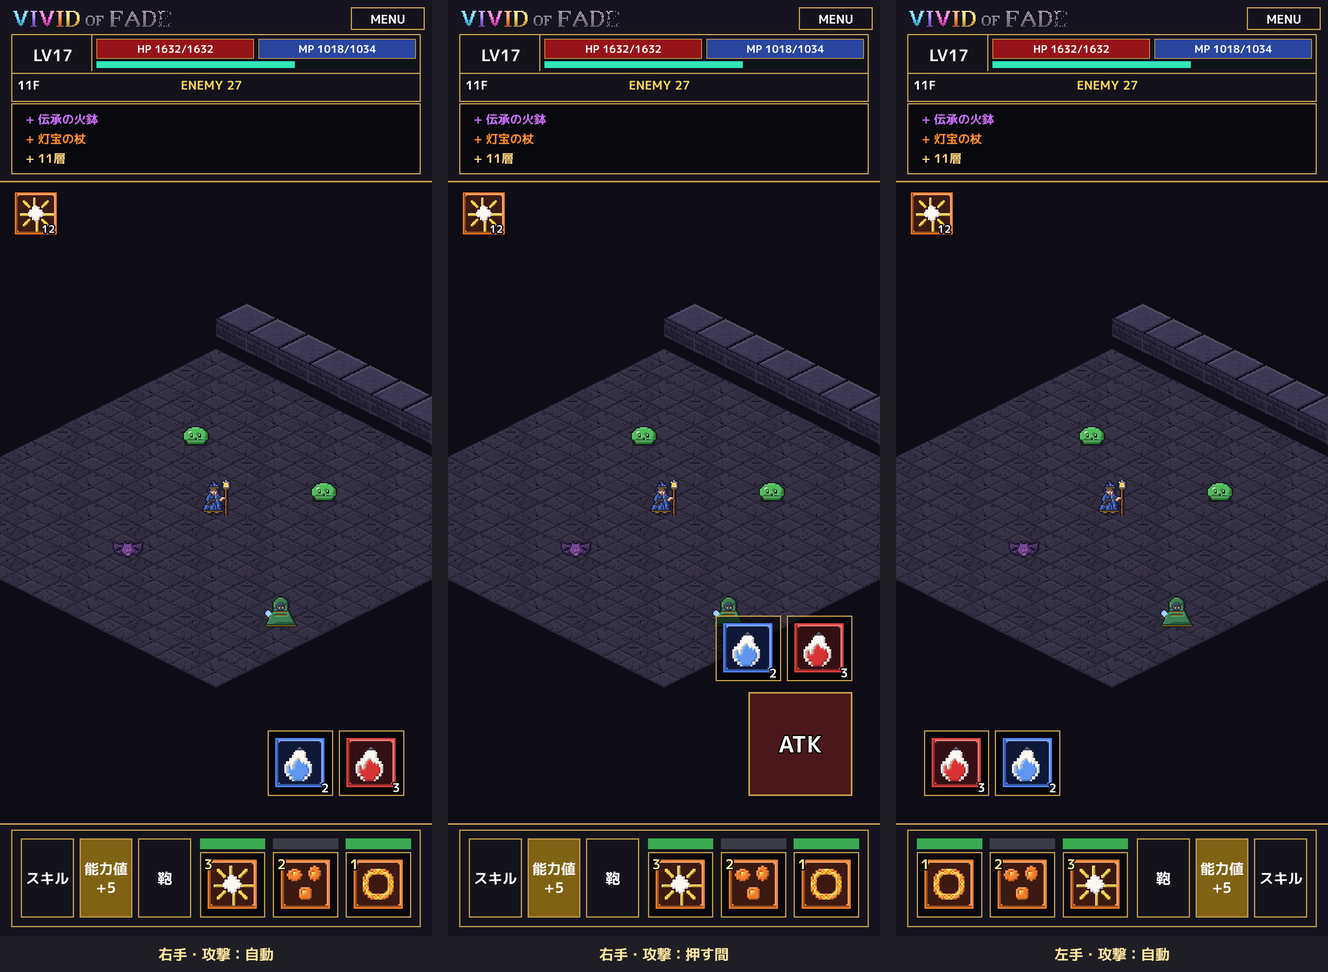 VIVID OF FADE
MENU
LV17
HP 1632/1632
MP 1018/1034
11F
ENEMY 27
+ 伝承の火鉢
+ 灯宝の杖
+ 11層
12
2
3
スキル
能力値
+5
鞄
3
2
1
右手・攻撃：自動
VIVID OF FADE
MENU
LV17
HP 1632/1632
MP 1018/1034
11F
ENEMY 27
+ 伝承の火鉢
+ 灯宝の杖
+ 11層
12
2
3
ATK
スキル
能力値
+5
鞄
3
2
1
右手・攻撃：押す間
VIVID OF FADE
MENU
LV17
HP 1632/1632
MP 1018/1034
11F
ENEMY 27
+ 伝承の火鉢
+ 灯宝の杖
+ 11層
12
3
2
1
2
3
鞄
能力値
+5
スキル
左手・攻撃：自動